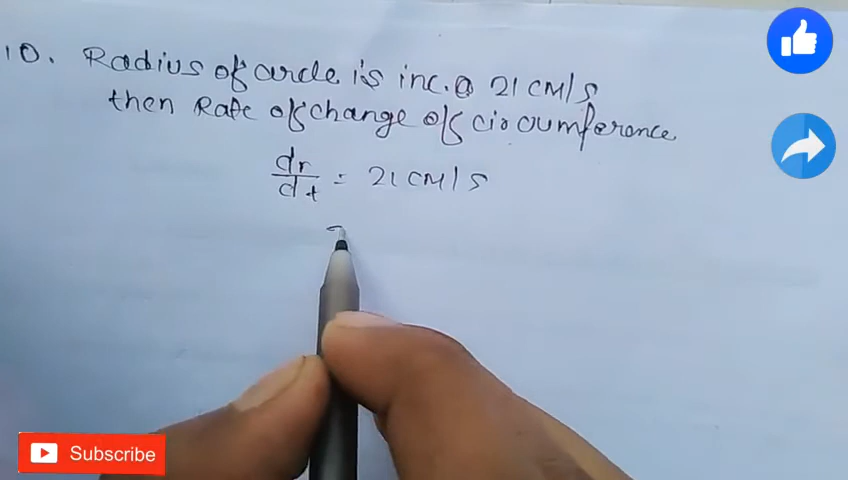 10. Radius of circle is inc. @ 21 cm/s
then Rate of change of circumference
dr/dt = 21 cm/s
Subscribe